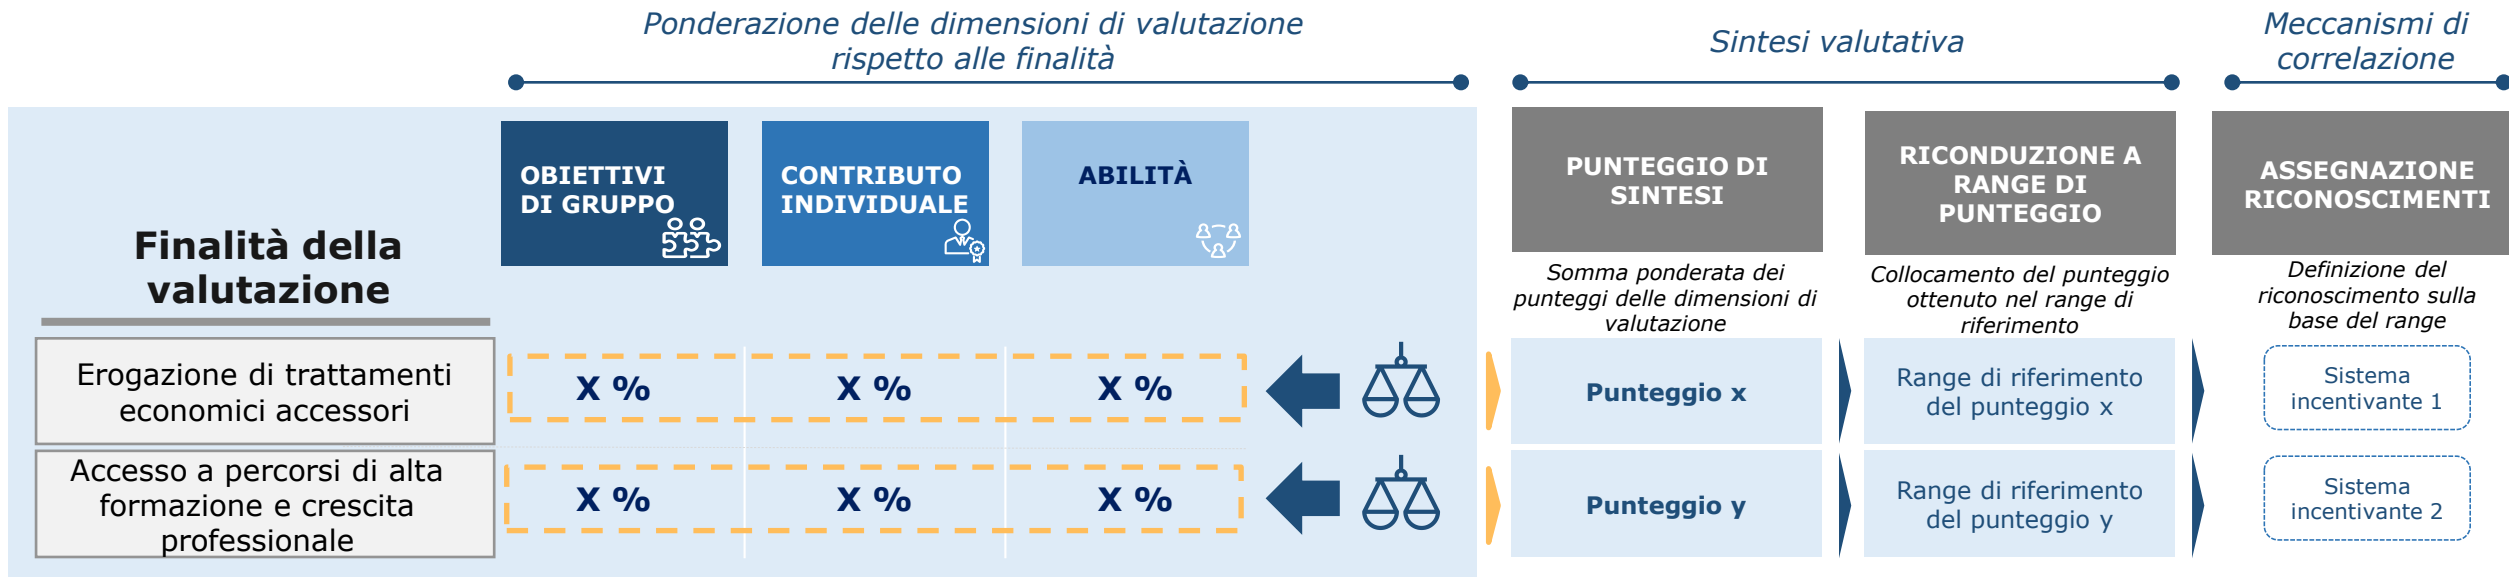 Ponderazione delle dimensioni di valutazione
rispetto alle finalità
Sintesi valutativa
Meccanismi di
correlazione
Finalità della
valutazione
OBIETTIVI
DI GRUPPO
CONTRIBUTO
INDIVIDUALE
ABILITÀ
PUNTEGGIO DI
SINTESI
RICONDUZIONE A
RANGE DI
PUNTEGGIO
ASSEGNAZIONE
RICONOSCIMENTI
Somma ponderata dei
punteggi delle dimensioni di
valutazione
Collocamento del punteggio
ottenuto nel range di
riferimento
Definizione del
riconoscimento sulla
base del range
Erogazione di trattamenti
economici accessori
X %
X %
X %
Punteggio x
Range di riferimento
del punteggio x
Sistema
incentivante 1
Accesso a percorsi di alta
formazione e crescita
professionale
X %
X %
X %
Punteggio y
Range di riferimento
del punteggio y
Sistema
incentivante 2